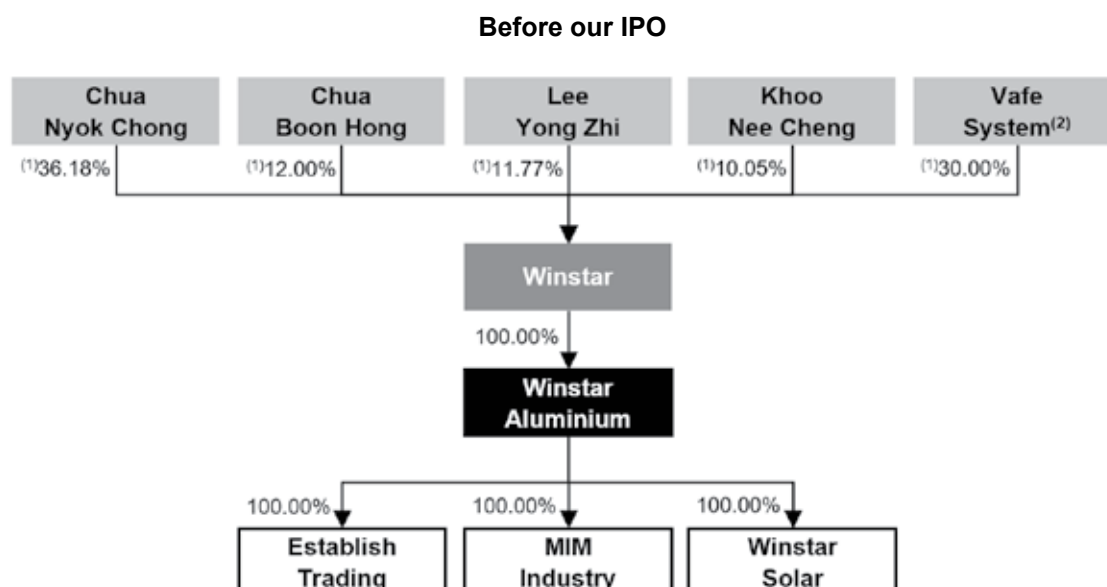 Before our IPO
Chua
Nyok Chong
Chua
Boon Hong
Lee
Yong Zhi
Khoo
Nee Cheng
Vafe
System(2)
(1)36.18%
(1)12.00%
(1)11.77%
(1)10.05%
(1)30.00%
Winstar
100.00%
Winstar
Aluminium
100.00%
100.00%
100.00%
Establish
Trading
MIM
Industry
Winstar
Solar